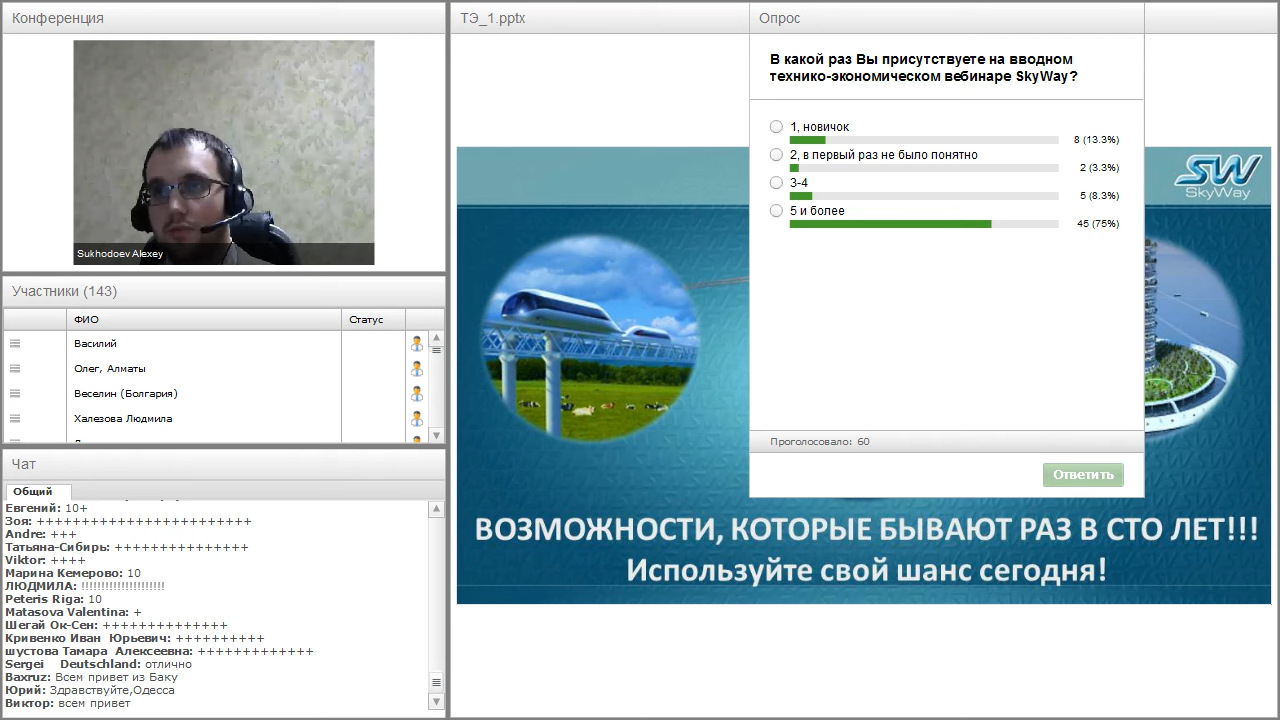 Конференция
Sukhodoev Alexey
Участники (143)
ФИО
Статус
Василий
Олег, Алматы
Веселин (Болгария)
Халезова Людмила
Чат
Общий
Евгений: 10+
Зоя: ++++++++++++++++++++++++
Andre: +++
Татьяна-Сибирь: +++++++++++++++
Viktor: ++++
Марина Кемерово: 10
ЛЮДМИЛА: !!!!!!!!!!!!!!!!!!!!!
Peteris Riga: 10
Matasova Valentina: +
Шегай Ок-Сен: ++++++++++++++
Кривенко Иван Юрьевич: ++++++++++
шустова Тамара Алексеевна: +++++++++++++
Sergei Deutschland: отлично
Baxruz: Всем привет из Баку
Юрий: Здравствуйте,Одесса
Виктор: всем привет
ТЭ_1.pptx
Опрос
В какой раз Вы присутствуете на вводном
технико-экономическом вебинаре SkyWay?
1, новичок
8 (13.3%)
2, в первый раз не было понятно
2 (3.3%)
3-4
5 (8.3%)
5 и более
45 (75%)
Проголосовало: 60
Ответить
SW
SkyWay
ВОЗМОЖНОСТИ, КОТОРЫЕ БЫВАЮТ РАЗ В СТО ЛЕТ!!!
Используйте свой шанс сегодня!